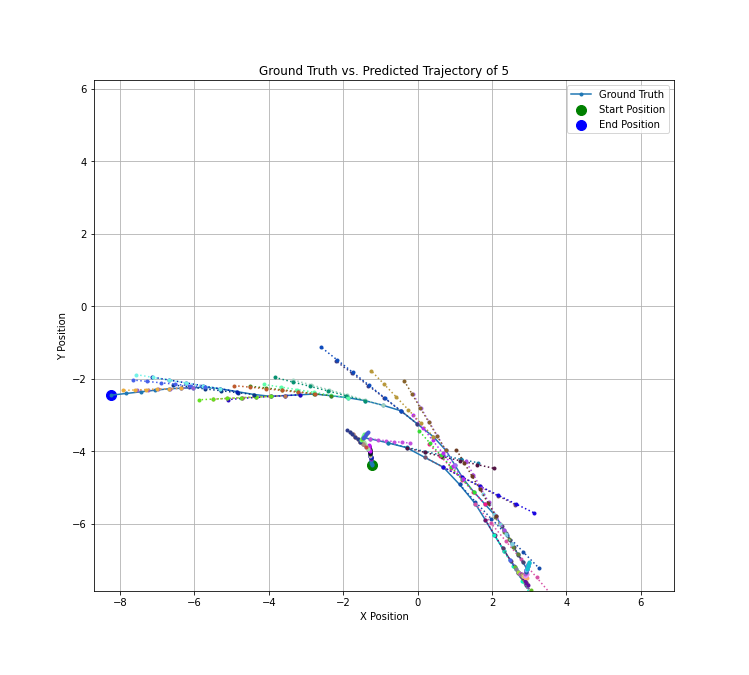 Ground Truth vs. Predicted Trajectory of 5
Ground Truth
Start Position
End Position
6
4
2
0
−2
−4
−6
Y Position
−8 −6 −4 −2 0 2 4 6
X Position